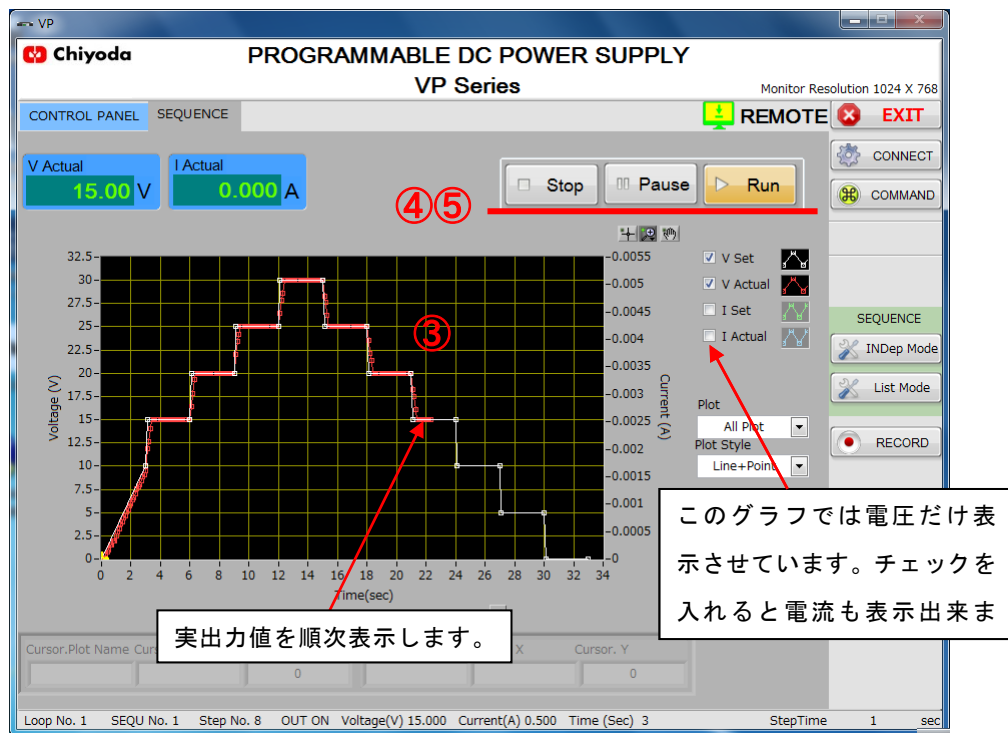 VP
Chiyoda
PROGRAMMABLE DC POWER SUPPLY
VP Series
Monitor Resolution 1024 X 768
CONTROL PANEL SEQUENCE
REMOTE
EXIT
V Actual
15.00 V
I Actual
0.000 A
④⑤
Stop
Pause
Run
CONNECT
COMMAND
SEQUENCE
INDep Mode
List Mode
RECORD
V Set
V Actual
I Set
I Actual
Plot
All Plot
Plot Style
Line+Point
③
Voltage (V)
32.5
30
27.5
25
22.5
20
17.5
15
12.5
10
7.5
5
2.5
0
0.0055
0.005
0.0045
0.004
0.0035
0.003
0.0025
0.002
0.0015
0.001
0.0005
0
Current (A)
0 2 4 6 8 10 12 14 16 18 20 22 24 26 28 30 32 34
Time(sec)
このグラフでは電圧だけ表
示させています。チェックを
入れると電流も表示出来ま
実出力値を順次表示します。
Cursor.Plot Name
X
Cursor. Y
0
0
Loop No. 1 SEQU No. 1 Step No. 8 OUT ON Voltage(V) 15.000 Current(A) 0.500 Time (Sec) 3 StepTime 1 sec